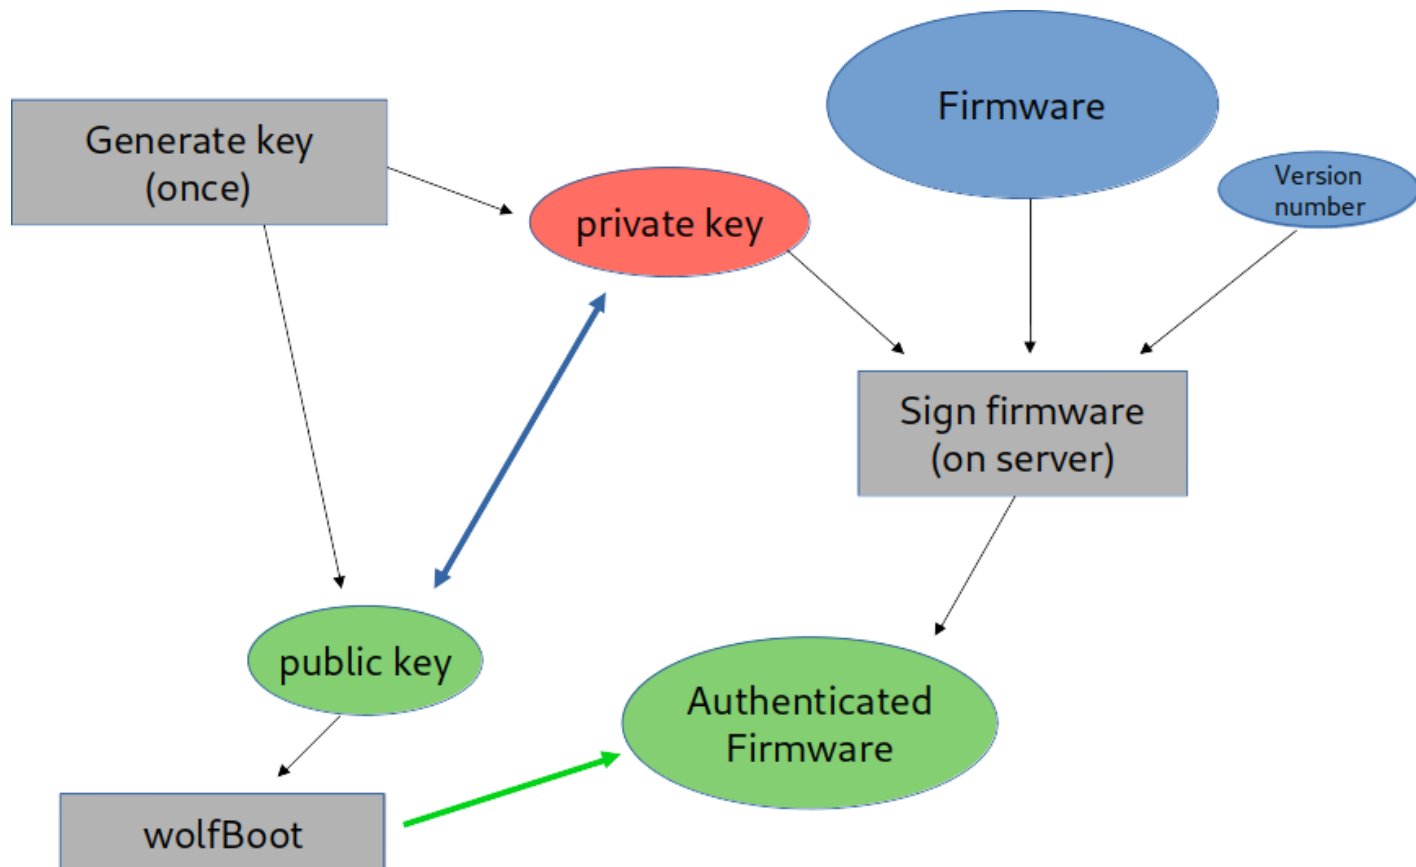 Firmware
Generate key
(once)
Version
number
private key
Sign firmware
(on server)
public key
Authenticated
Firmware
wolfBoot